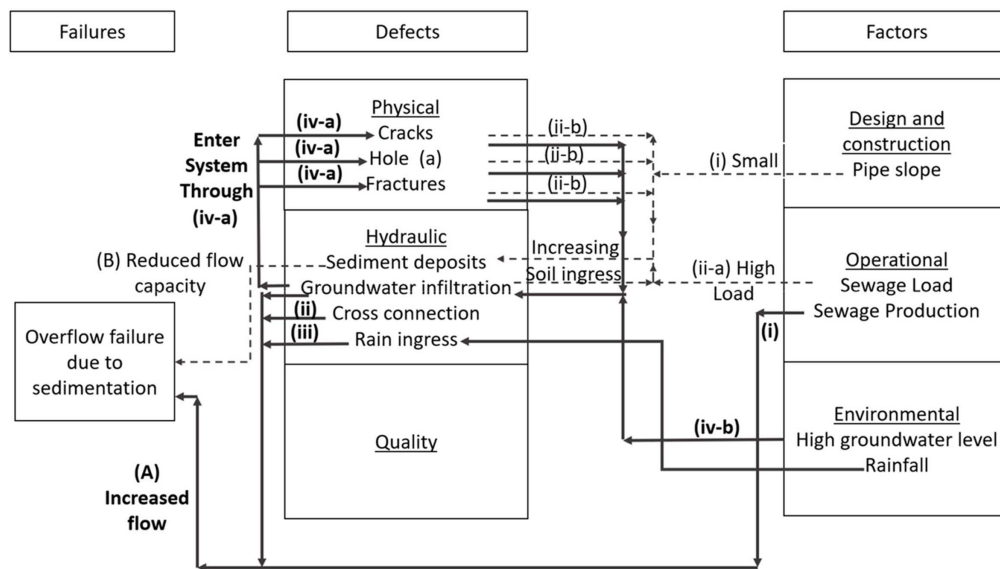 Failures
Defects
Factors
Physical
Cracks
Hole (a)
Fractures
(iv-a)
(iv-a)
(iv-a)
Enter
System
Through
(iv-a)
(ii-b)
(ii-b)
(ii-b)
(i) Small
Design and
construction
Pipe slope
Hydraulic
Sediment deposits
Groundwater infiltration
Cross connection
Rain ingress
Increasing
Soil ingress
(ii-a) High
Load
Operational
Sewage Load
Sewage Production
(i)
(B) Reduced flow
capacity
(ii)
(iii)
Overflow failure
due to
sedimentation
Quality
(iv-b)
Environmental
High groundwater level
Rainfall
(A)
Increased
flow